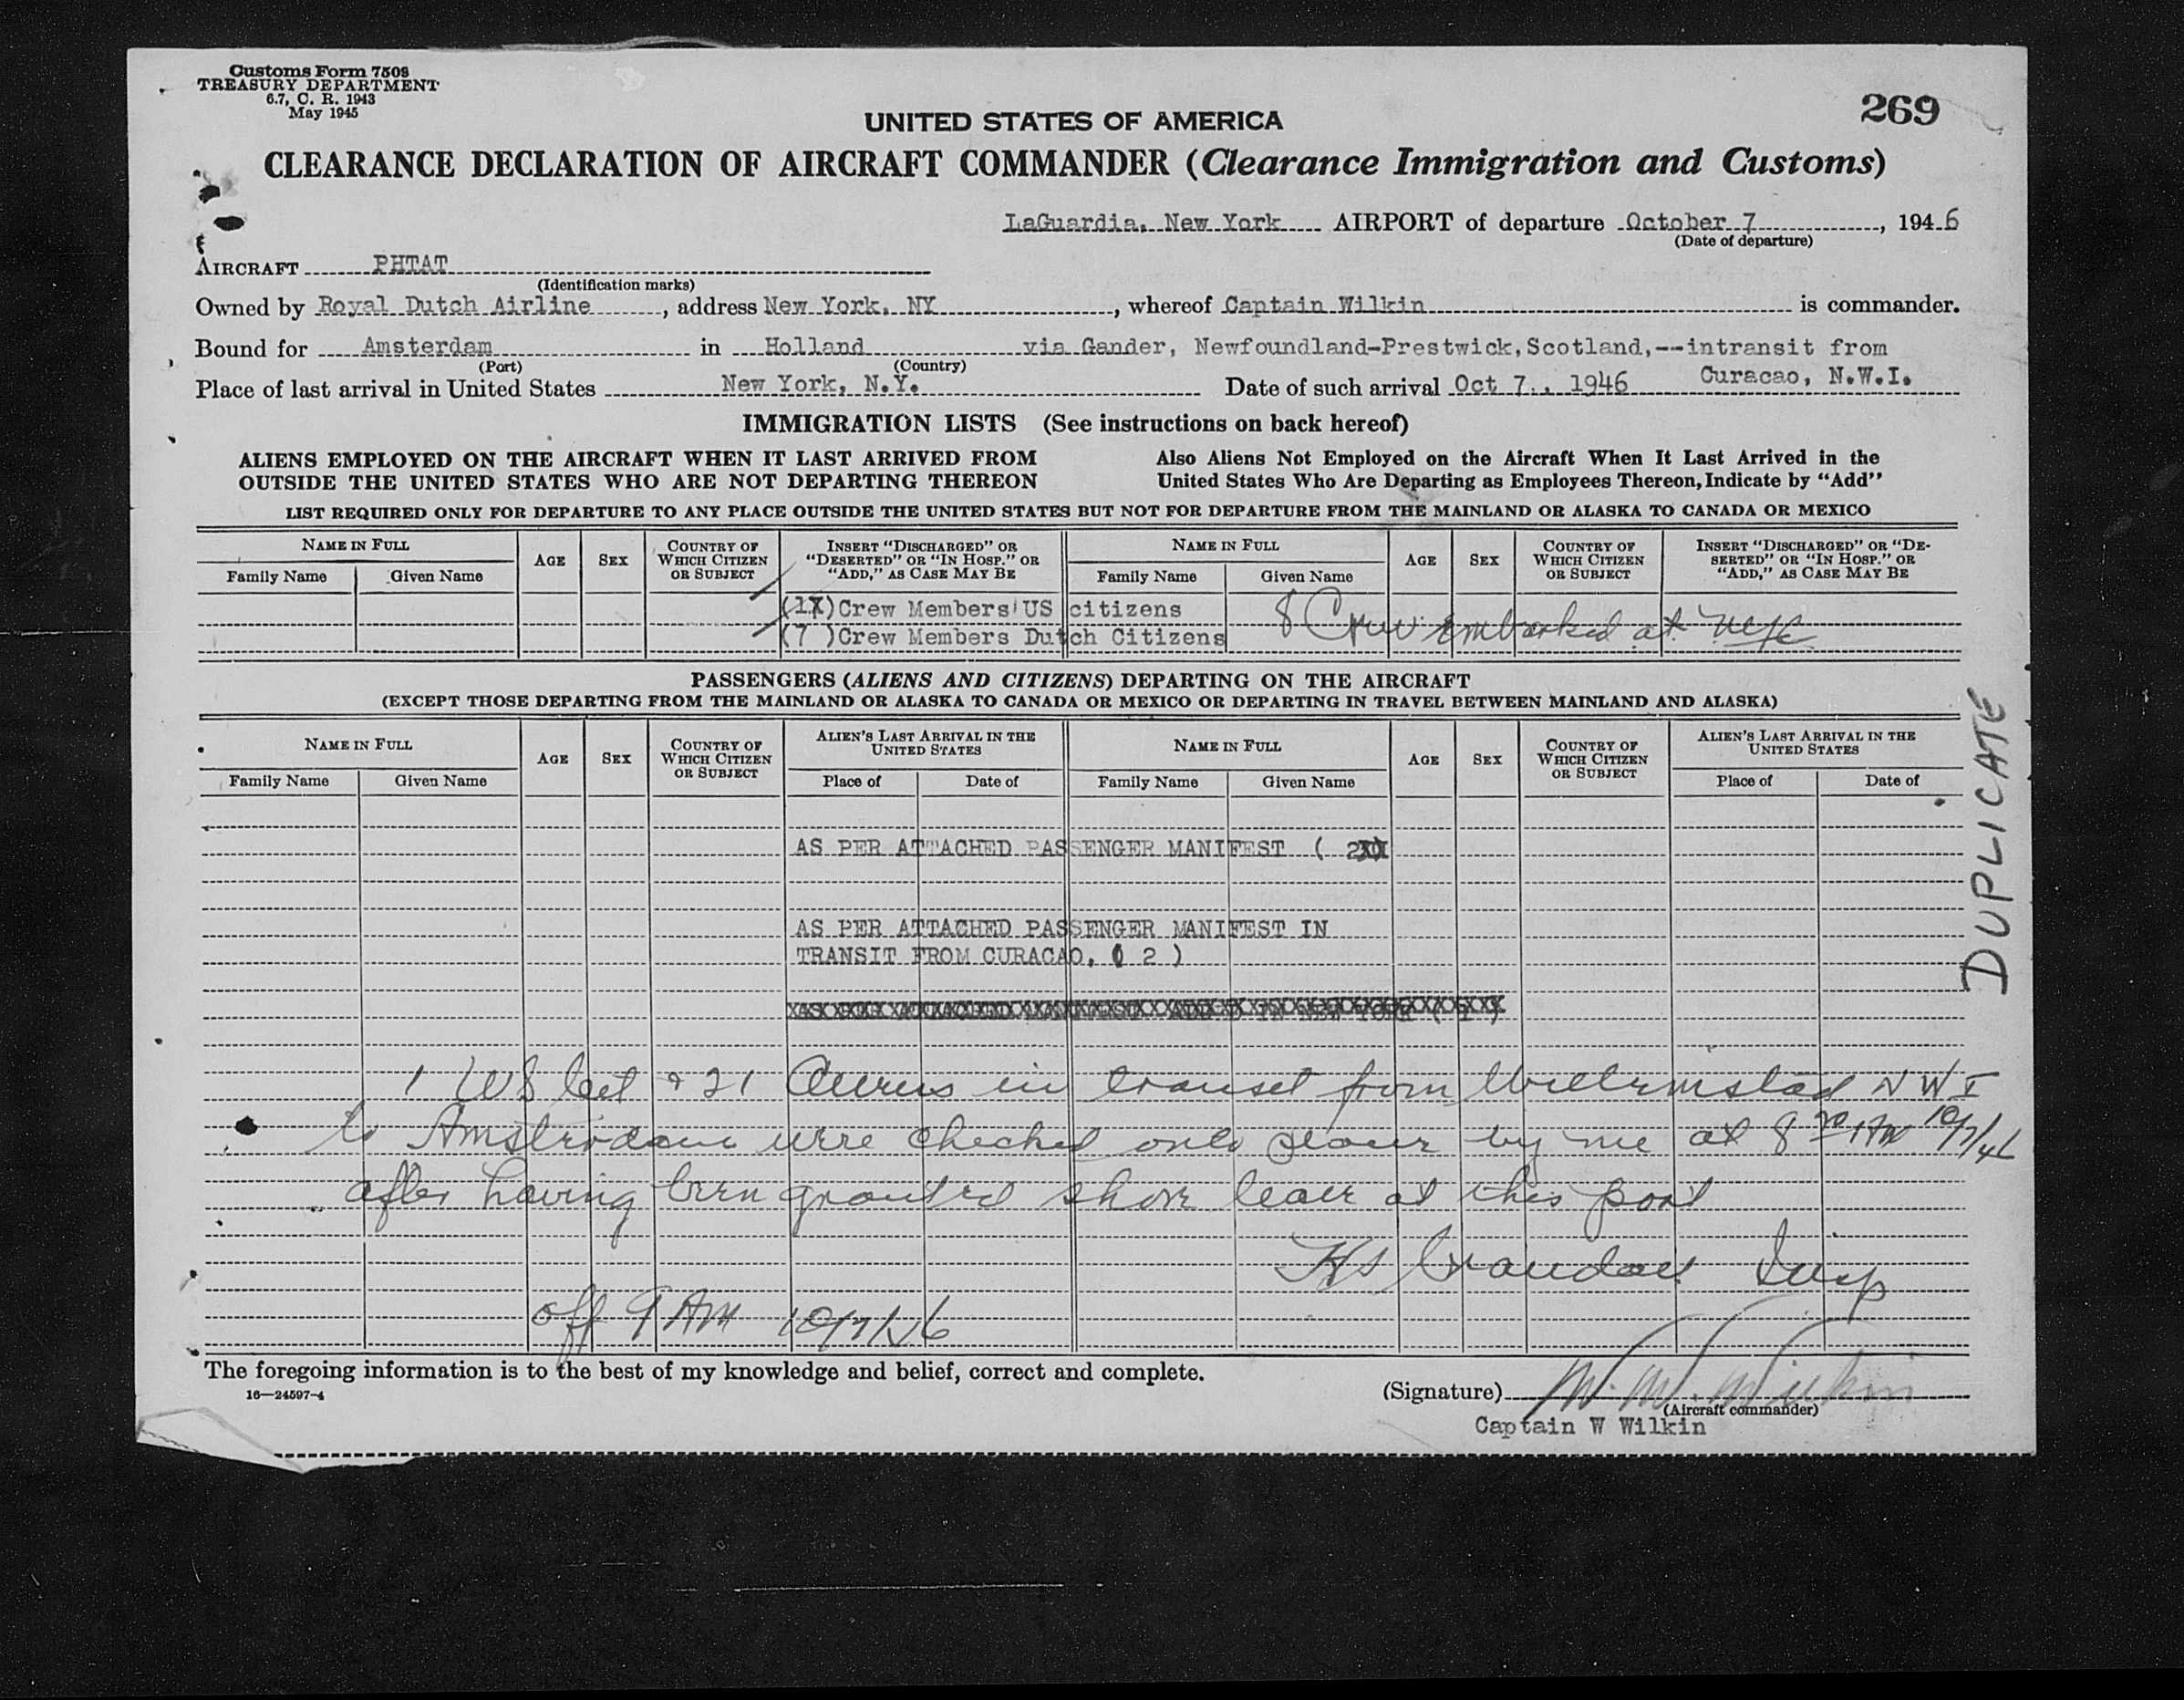 Customs Form 7509
TREASURY DEPARTMENT
6.7, C. R. 1943
May 1945
269
UNITED STATES OF AMERICA
CLEARANCE DECLARATION OF AIRCRAFT COMMANDER (Clearance Immigration and Customs)
LaGuardia, New York AIRPORT of departure October 7, 1946
(Date of departure)
AIRCRAFT PHTAT
(Identification marks)
Owned by Royal Dutch Airline, address New York, NY, whereof Captain Wilkin is commander.
Bound for Amsterdam in Holland via Gander, Newfoundland-Prestwick, Scotland,--intransit from
(Port) (Country)
Curacao, N.W.I.
Place of last arrival in United States New York, N.Y. Date of such arrival Oct 7., 1946
IMMIGRATION LISTS (See instructions on back hereof)
ALIENS EMPLOYED ON THE AIRCRAFT WHEN IT LAST ARRIVED FROM
OUTSIDE THE UNITED STATES WHO ARE NOT DEPARTING THEREON
Also Aliens Not Employed on the Aircraft When It Last Arrived in the
United States Who Are Departing as Employees Thereon, Indicate by "Add"
LIST REQUIRED ONLY FOR DEPARTURE TO ANY PLACE OUTSIDE THE UNITED STATES BUT NOT FOR DEPARTURE FROM THE MAINLAND OR ALASKA TO CANADA OR MEXICO
NAME IN FULL AGE SEX COUNTRY OF WHICH CITIZEN OR SUBJECT INSERT "DISCHARGED" OR "DESERTED" OR "IN HOSP." OR "ADD," AS CASE MAY BE NAME IN FULL AGE SEX COUNTRY OF WHICH CITIZEN OR SUBJECT INSERT "DISCHARGED" OR "DESERTED" OR "IN HOSP." OR "ADD," AS CASE MAY BE
Family Name Given Name Family Name Given Name
(1X) Crew Members US citizens
(7 ) Crew Members Dutch Citizens 8 Crew embarked at NYC
PASSENGERS (ALIENS AND CITIZENS) DEPARTING ON THE AIRCRAFT
(EXCEPT THOSE DEPARTING FROM THE MAINLAND OR ALASKA TO CANADA OR MEXICO OR DEPARTING IN TRAVEL BETWEEN MAINLAND AND ALASKA)
NAME IN FULL AGE SEX COUNTRY OF WHICH CITIZEN OR SUBJECT ALIEN'S LAST ARRIVAL IN THE UNITED STATES NAME IN FULL AGE SEX COUNTRY OF WHICH CITIZEN OR SUBJECT ALIEN'S LAST ARRIVAL IN THE UNITED STATES
Family Name Given Name Place of Date of Family Name Given Name Place of Date of
DUPLICATE
AS PER ATTACHED PASSENGER MANIFEST (
AS PER ATTACHED PASSENGER MANIFEST IN
TRANSIT FROM CURACAO. ( 2 )
1 US Cit & 21 Aliens in transit from Willemstad N W I
to Amsterdam were checked onto plane by me at 8 AM 10/7/46
after having been granted shore leave at this port
Insp
off 9 AM 10/7/46
The foregoing information is to the best of my knowledge and belief, correct and complete.
16—24597-4
(Signature) W. W. Wilkin
(Aircraft commander)
Captain W Wilkin